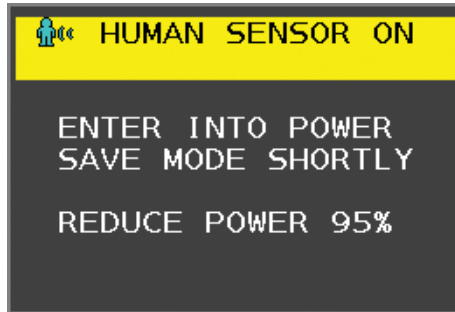 HUMAN SENSOR ON
ENTER INTO POWER
SAVE MODE SHORTLY
REDUCE POWER 95%